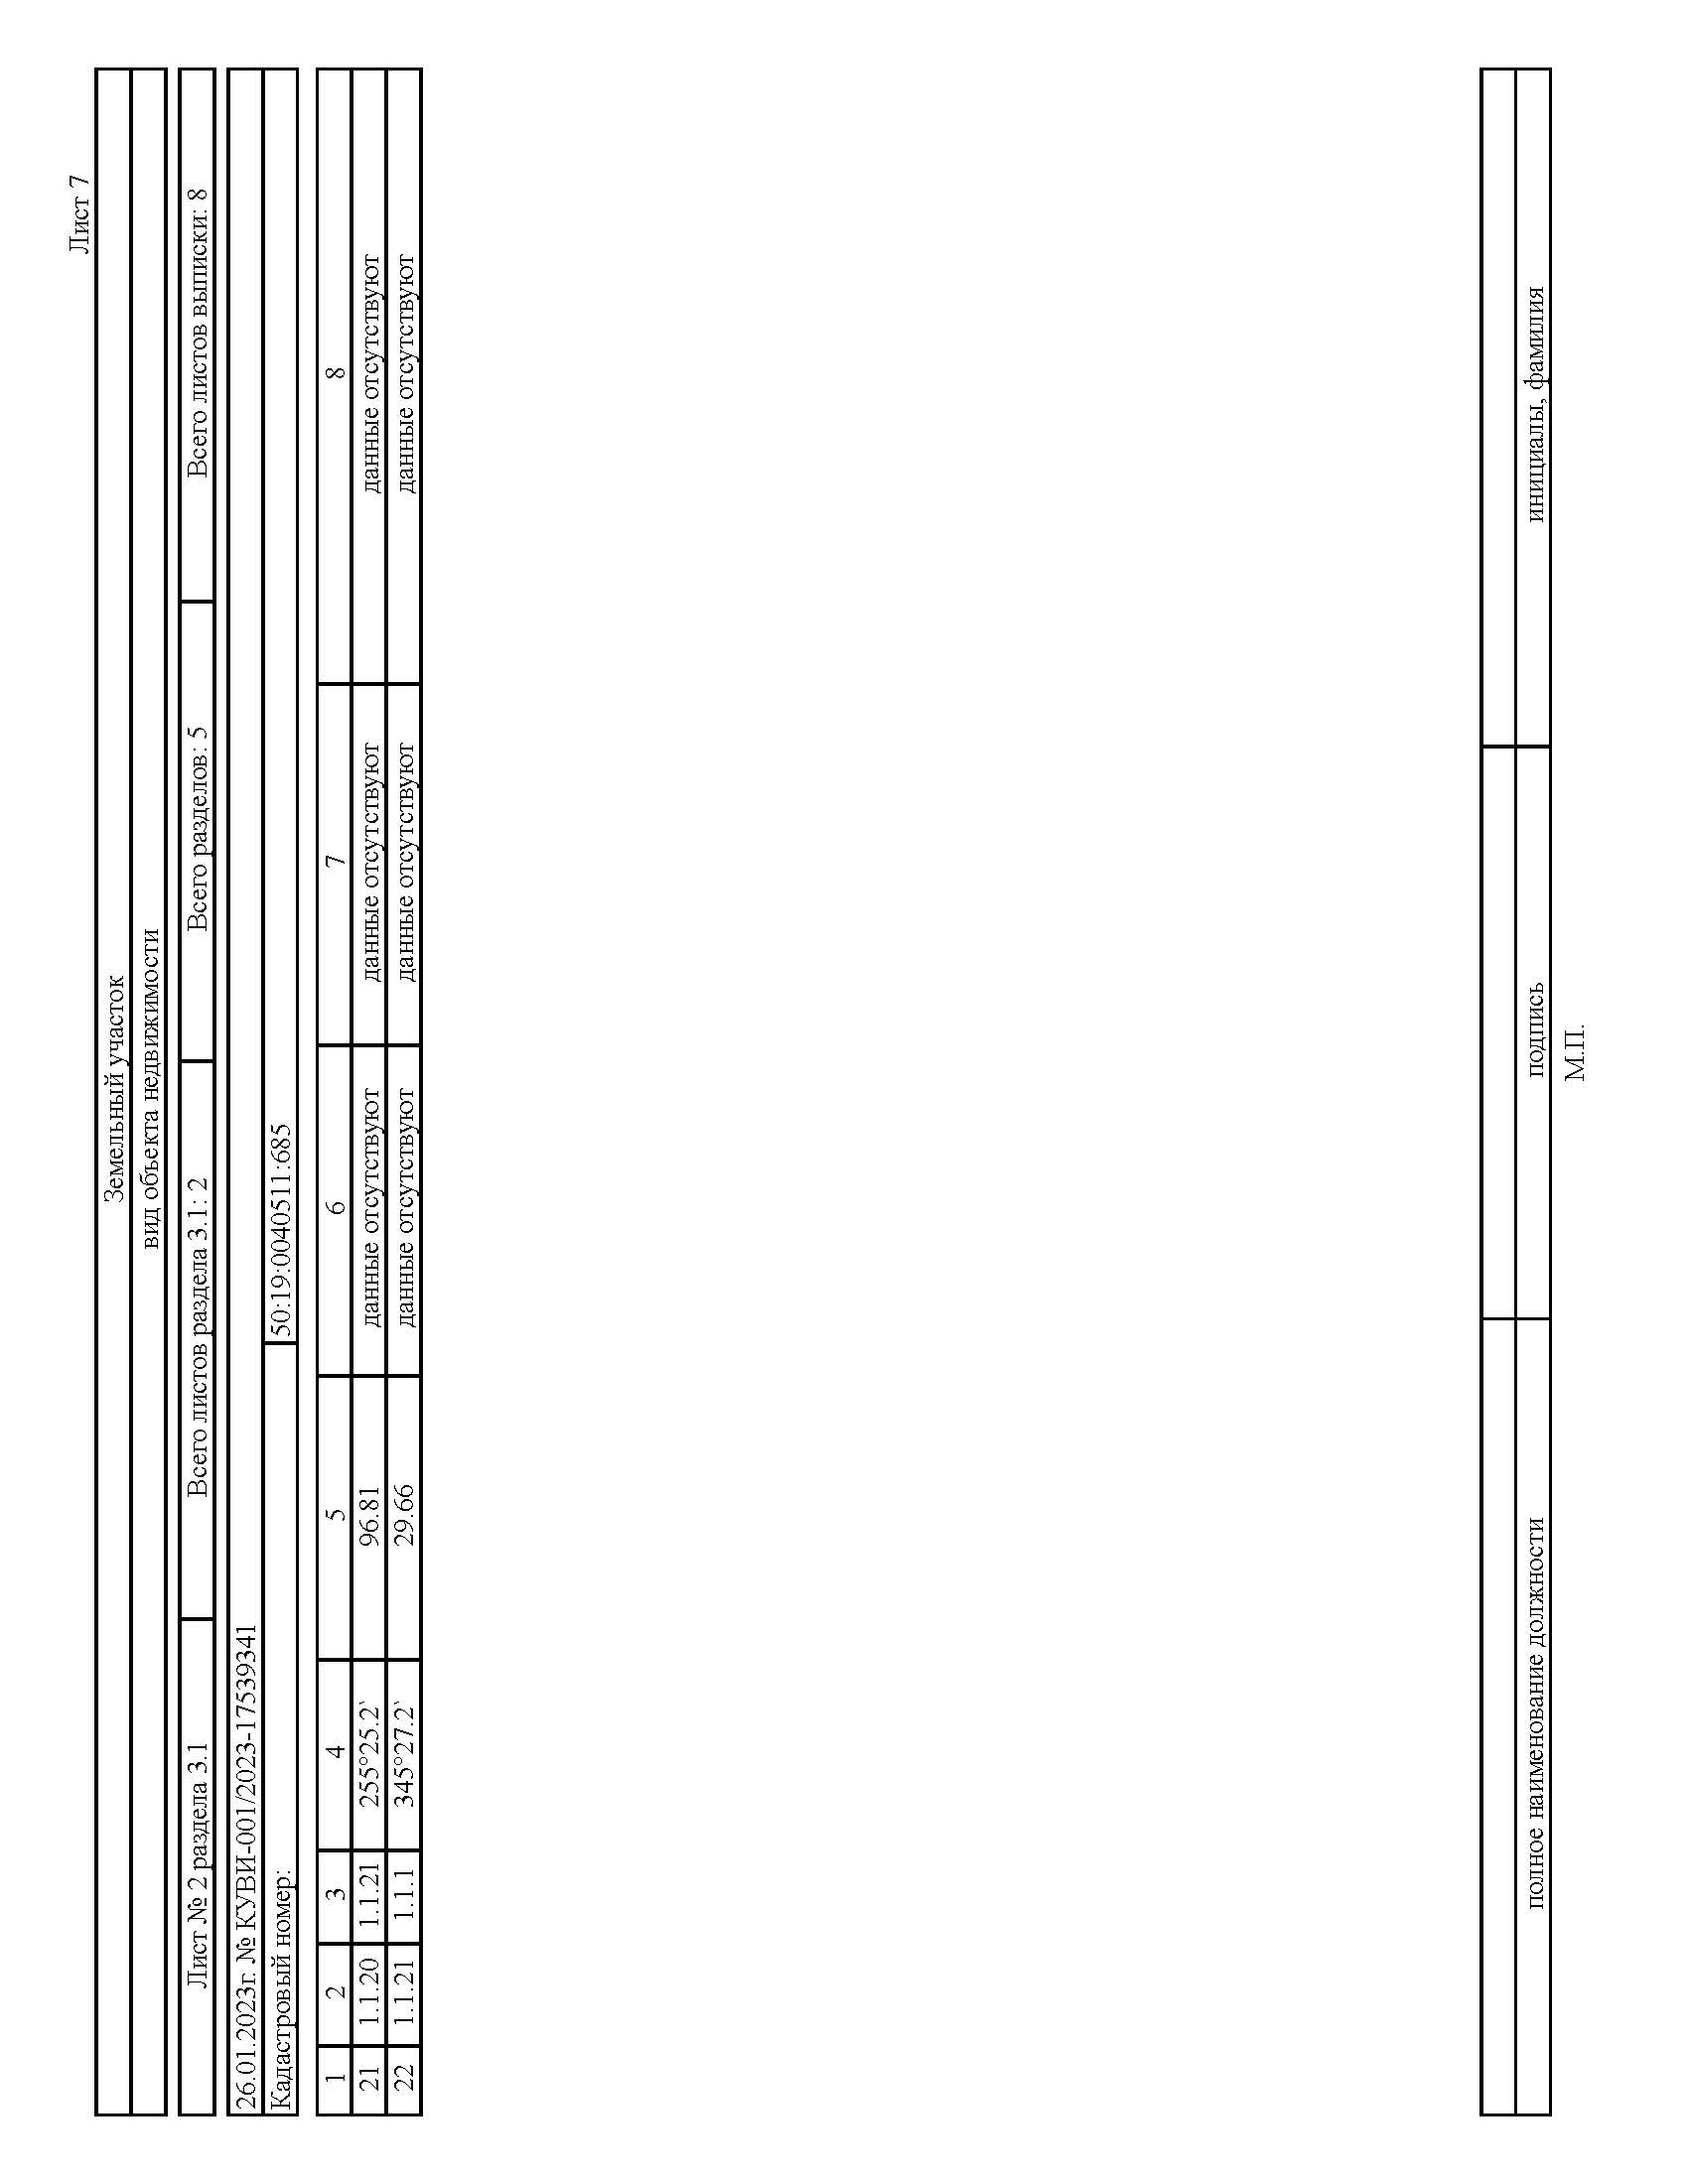 Лист 7
Земельный участок
вид объекта недвижимости
Лист № 2 раздела 3.1 Всего листов раздела 3.1: 2 Всего разделов: 5 Всего листов выписки: 8
26.01.2023г. № КУВИ-001/2023-17539341
Кадастровый номер: 50:19:0040511:685
1 2 3 4 5 6 7 8
21 1.1.20 1.1.21 255°25.2` 96.81 данные отсутствуют данные отсутствуют данные отсутствуют
22 1.1.21 1.1.1 345°27.2` 29.66 данные отсутствуют данные отсутствуют данные отсутствуют
полное наименование должности подпись инициалы, фамилия
М.П.